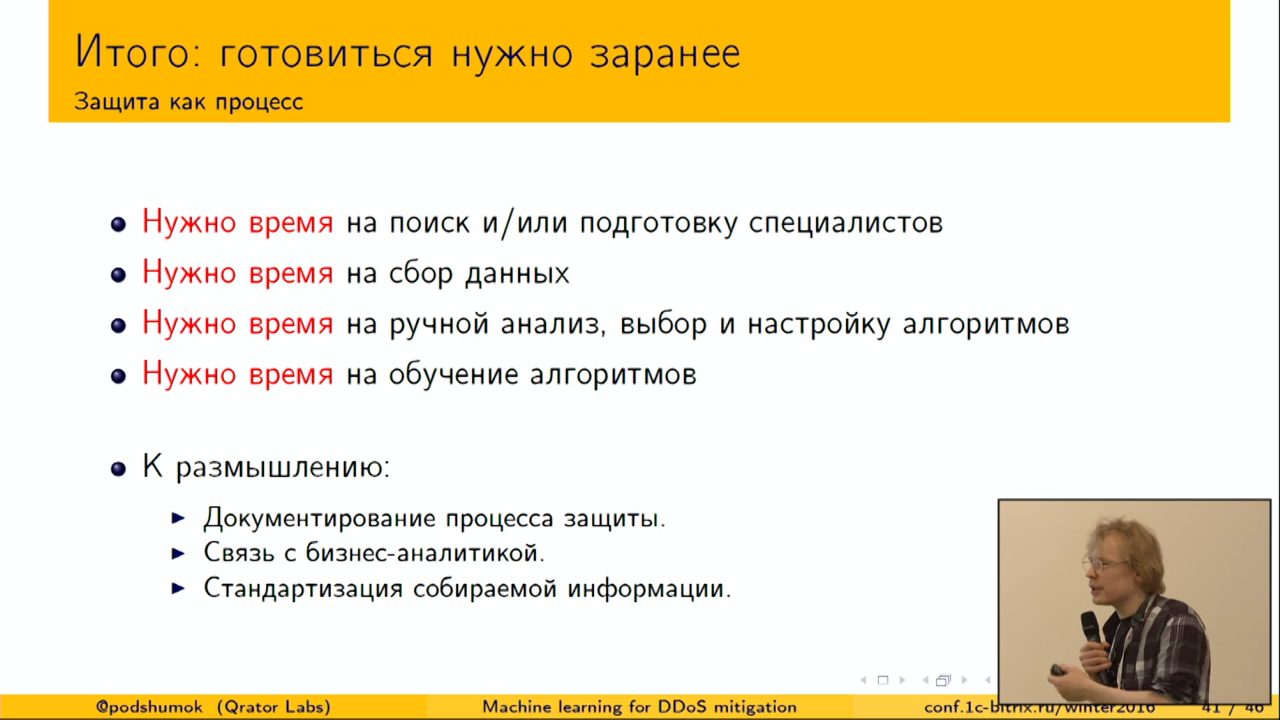 Итого: готовиться нужно заранее
Защита как процесс
Нужно время на поиск и/или подготовку специалистов
Нужно время на сбор данных
Нужно время на ручной анализ, выбор и настройку алгоритмов
Нужно время на обучение алгоритмов
К размышлению:
Документирование процесса защиты.
Связь с бизнес-аналитикой.
Стандартизация собираемой информации.
@podshumok (Qrator Labs) Machine learning for DDoS mitigation conf.1c-bitrix.ru/winter2016 41 / 46